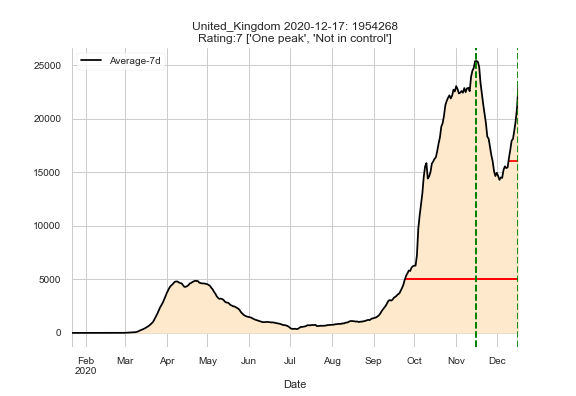 United_Kingdom 2020-12-17: 1954268
Rating:7 ['One peak', 'Not in control']
Average-7d
25000
20000
15000
10000
5000
0
Feb Mar Apr May Jun Jul Aug Sep Oct Nov Dec
2020
Date